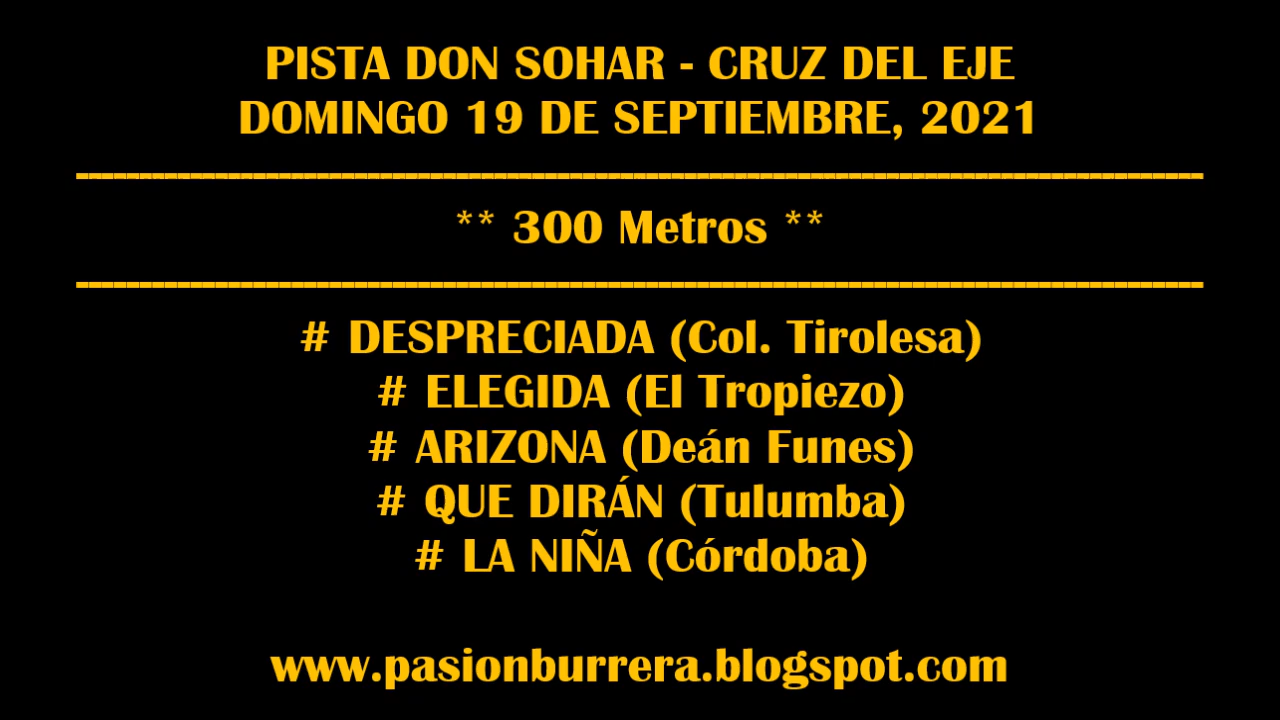 PISTA DON SOHAR - CRUZ DEL EJE
DOMINGO 19 DE SEPTIEMBRE, 2021
** 300 Metros **
# DESPRECIADA (Col. Tirolesa)
# ELEGIDA (El Tropiezo)
# ARIZONA (Deán Funes)
# QUE DIRÁN (Tulumba)
# LA NIÑA (Córdoba)
www.pasionburrera.blogspot.com